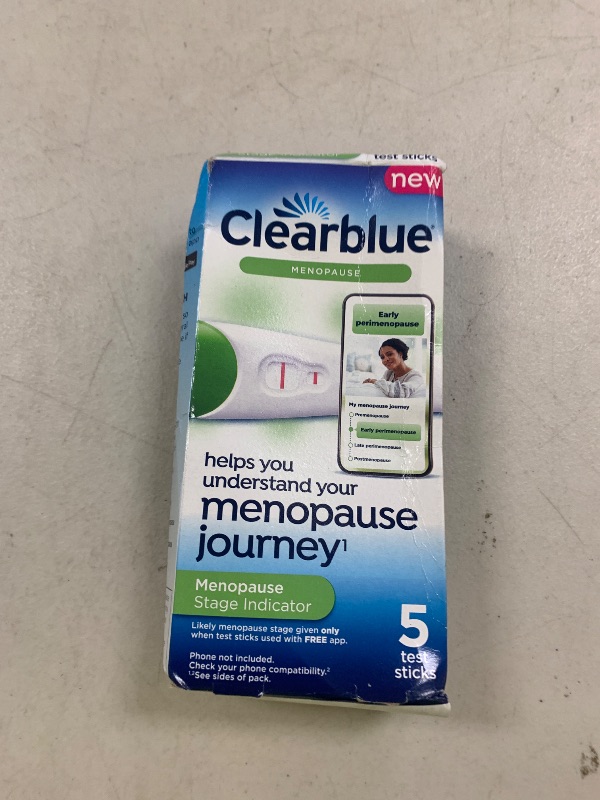 test sticks
new
Clearblue
MENOPAUSE
Early
perimenopause
My menopause journey
Premenopause
Early perimenopause
Late perimenopause
Postmenopause
helps you
understand your
menopause
journey¹
Menopause
Stage Indicator
Likely menopause stage given only
when test sticks used with FREE app.
Phone not included.
Check your phone compatibility.²
¹,²See sides of pack.
5
test
sticks